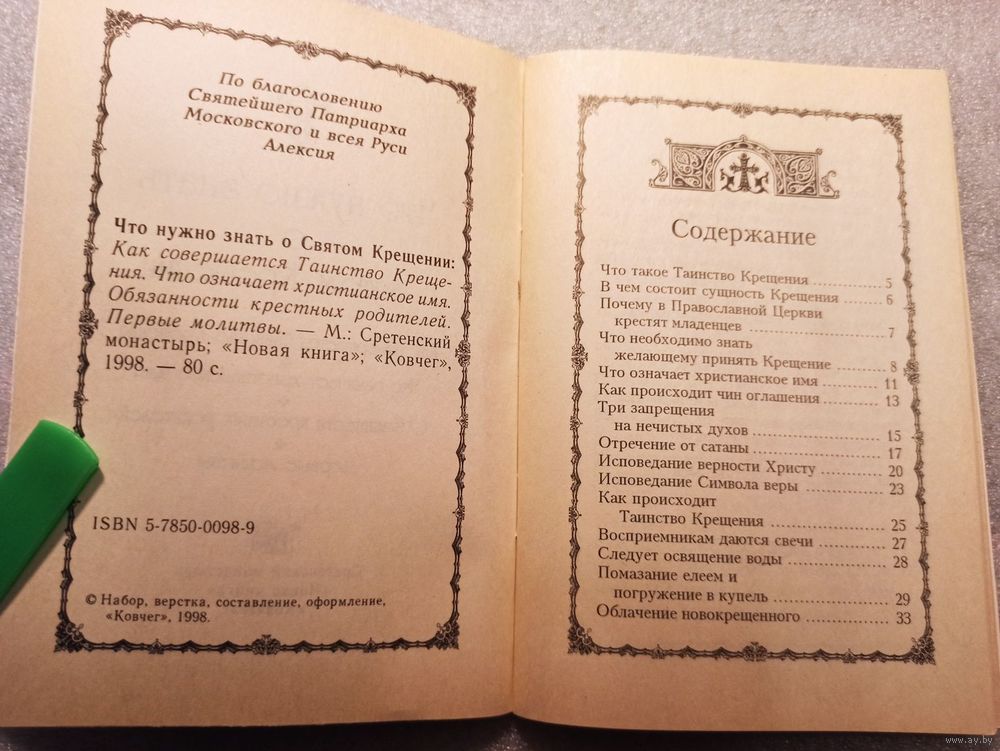 По благословению
Святейшего Патриарха
Московского и всея Руси
Алексия
Что нужно знать о Святом Крещении:
Как совершается Таинство Креще-
ния. Что означает христианское имя.
Обязанности крестных родителей.
Первые молитвы. — М.: Сретенский
монастырь; «Новая книга»; «Ковчег»,
1998. — 80 с.
ISBN 5-7850-0098-9
© Набор, верстка, составление, оформление,
«Ковчег», 1998.
Содержание
Что такое Таинство Крещения .................. 5
В чем состоит сущность Крещения ........ 6
Почему в Православной Церкви
крестят младенцев .................. 7
Что необходимо знать
желающему принять Крещение ........ 8
Что означает христианское имя ........ 11
Как происходит чин оглашения ........ 13
Три запрещения
на нечистых духов .................. 15
Отречение от сатаны .................. 17
Исповедание верности Христу ........ 20
Исповедание Символа веры ........ 23
Как происходит
Таинство Крещения .................. 25
Восприемникам даются свечи ........ 27
Следует освящение воды .................. 28
Помазание елеем и
погружение в купель .................. 29
Облачение новокрещенного .................. 33
www.ay.by